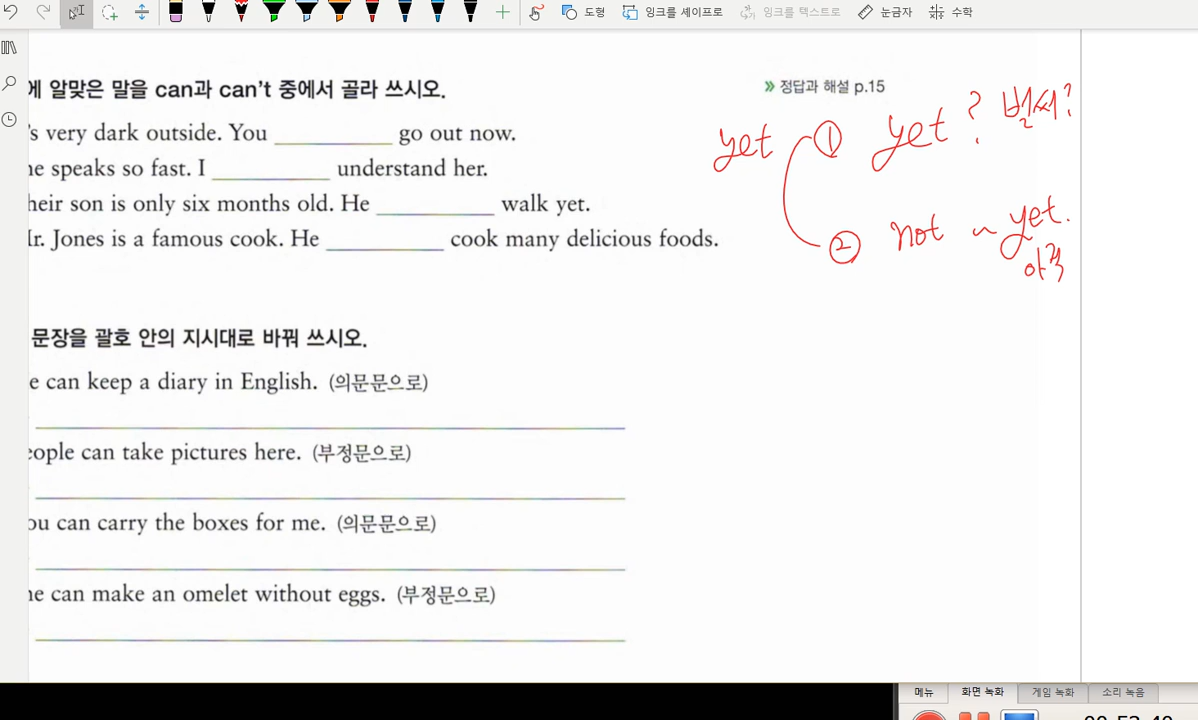 도형 잉크를 셰이프로 잉크를 텍스트로 눈금자 수학
에 알맞은 말을 can과 can't 중에서 골라 쓰시오.
» 정답과 해설 p.15
's very dark outside. You ________ go out now.
he speaks so fast. I ________ understand her.
heir son is only six months old. He ________ walk yet.
Mr. Jones is a famous cook. He ________ cook many delicious foods.
yet ① yet? 벌써?
② not ~ yet.
아직
문장을 괄호 안의 지시대로 바꿔 쓰시오.
e can keep a diary in English. (의문문으로)
eople can take pictures here. (부정문으로)
ou can carry the boxes for me. (의문문으로)
he can make an omelet without eggs. (부정문으로)
메뉴 화면 녹화 게임 녹화 소리 녹음